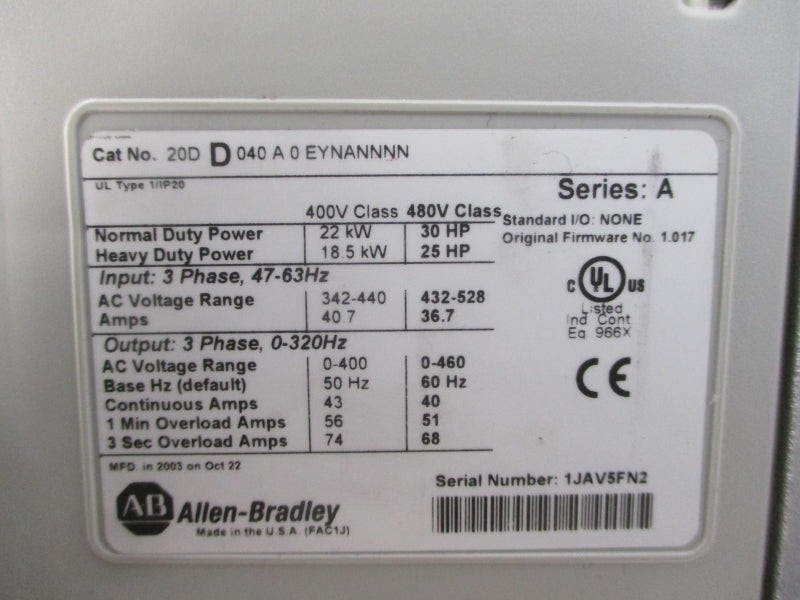 Cat No. 20D D 040 A 0 EYNANNNN
UL Type 1/IP20
Series: A
400V Class 480V Class
Standard I/O: NONE
Original Firmware No. 1.017
Normal Duty Power 22 kW 30 HP
Heavy Duty Power 18.5 kW 25 HP
Input: 3 Phase, 47-63Hz
AC Voltage Range 342-440 432-528
Amps 40.7 36.7
C UL US
Listed
Ind Cont
Eq 966X
Output: 3 Phase, 0-320Hz
AC Voltage Range 0-400 0-460
Base Hz (default) 50 Hz 60 Hz
Continuous Amps 43 40
1 Min Overload Amps 56 51
3 Sec Overload Amps 74 68
CE
MFD. in 2003 on Oct 22
Serial Number: 1JAV5FN2
AB Allen-Bradley
Made in the U.S.A. (FAC1J)